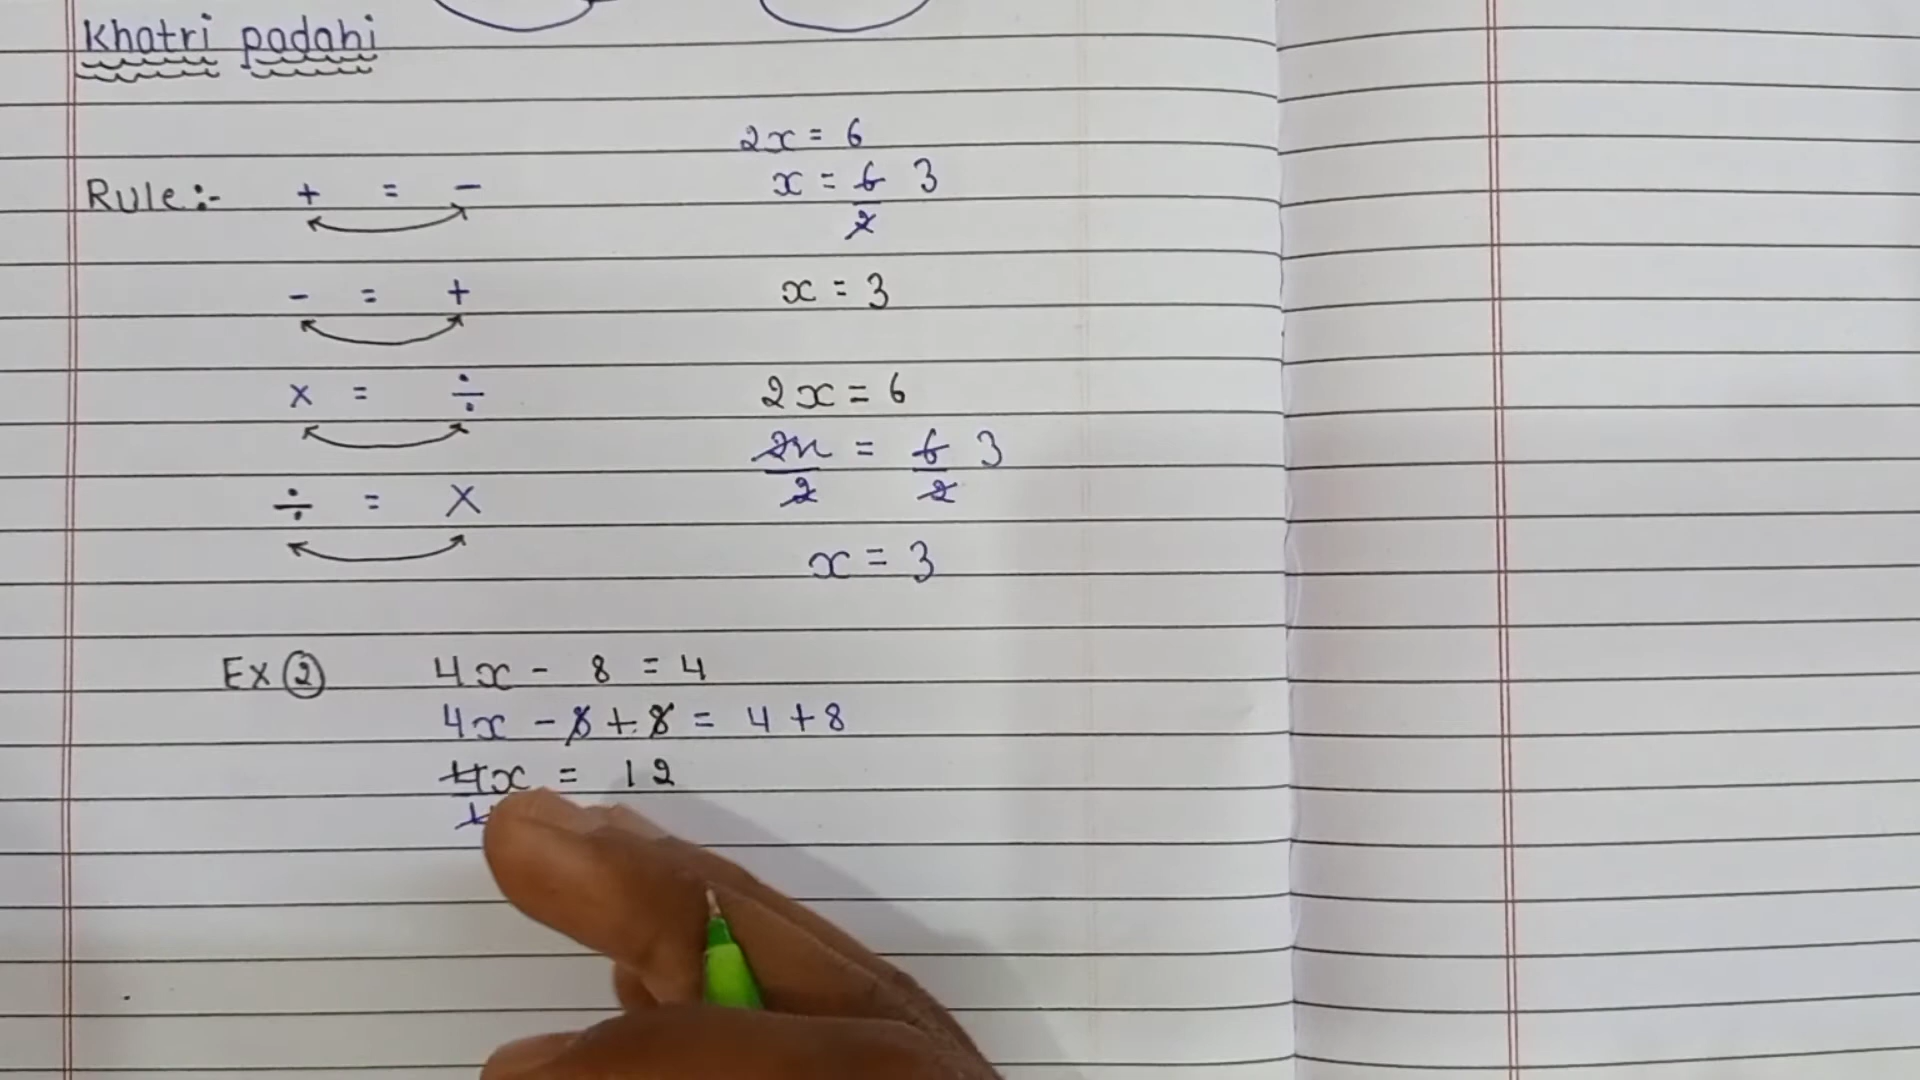 Khatri padahi
Rule:- + = -
- = +
× = ÷
÷ = ×
2x = 6
x = 6 3
2
x = 3
2x = 6
2x = 6 3
2 2
x = 3
Ex ② 4x - 8 = 4
4x - 8 + 8 = 4 + 8
4x = 12
4